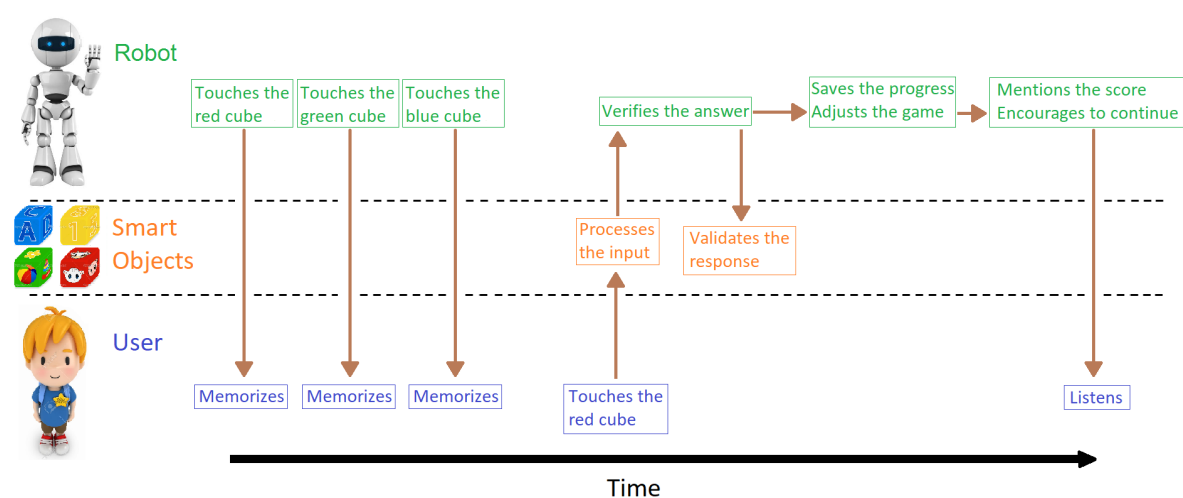 Robot
Touches the
red cube
Touches the
green cube
Touches the
blue cube
Verifies the answer
Saves the progress
Adjusts the game
Mentions the score
Encourages to continue
Smart
Objects
A
1
Processes
the input
Validates the
response
User
Memorizes
Memorizes
Memorizes
Touches the
red cube
Listens
Time